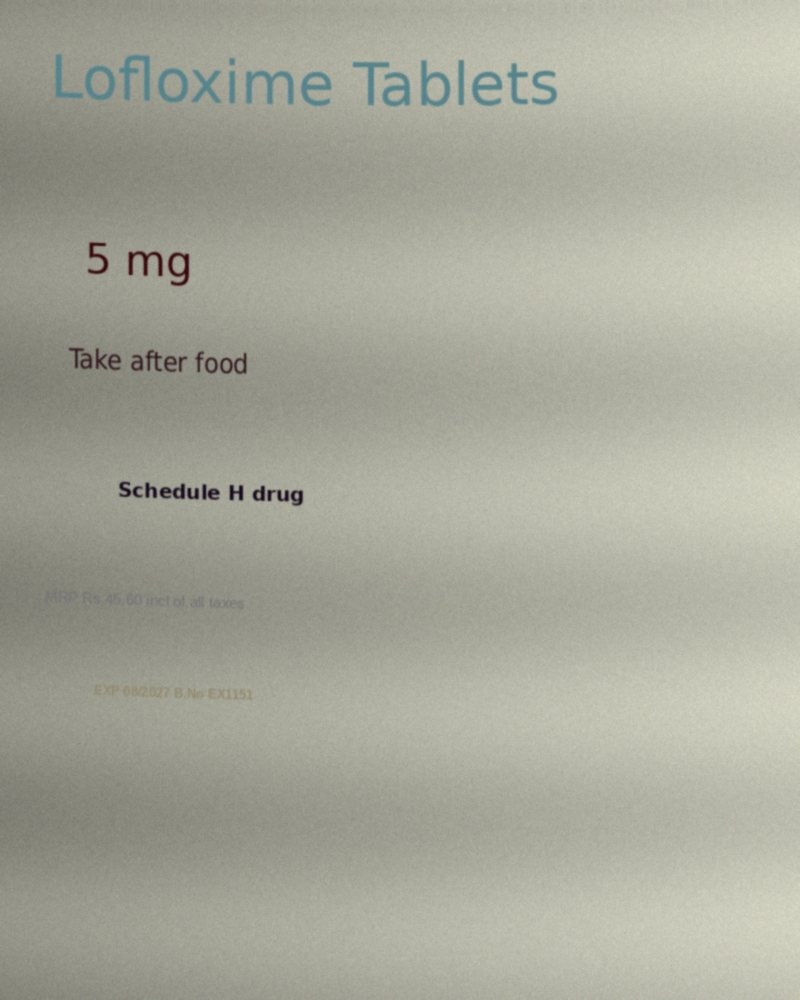 Lofloxime Tablets
5 mg
Take after food
Schedule H drug
MRP Rs.45.60 incl of all taxes
EXP 08/2027 B.No EX1151